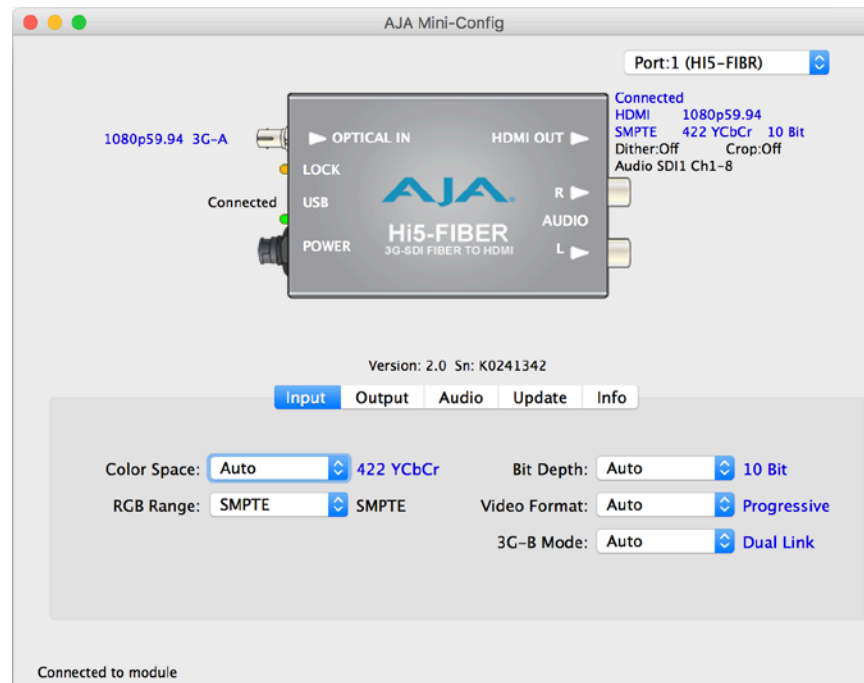 AJA Mini-Config
Port:1 (HI5-FIBR)
Connected
HDMI 1080p59.94
SMPTE 422 YCbCr 10 Bit
Dither:Off Crop:Off
Audio SDI1 Ch1-8
1080p59.94 3G-A
OPTICAL IN HDMI OUT
LOCK
Connected USB
AJA. R
AUDIO
Hi5-FIBER
POWER
3G-SDI FIBER TO HDMI L
Version: 2.0 Sn: K0241342
Input Output Audio Update Info
Color Space: Auto 422 YCbCr Bit Depth: Auto 10 Bit
RGB Range: SMPTE SMPTE Video Format: Auto Progressive
3G-B Mode: Auto Dual Link
Connected to module